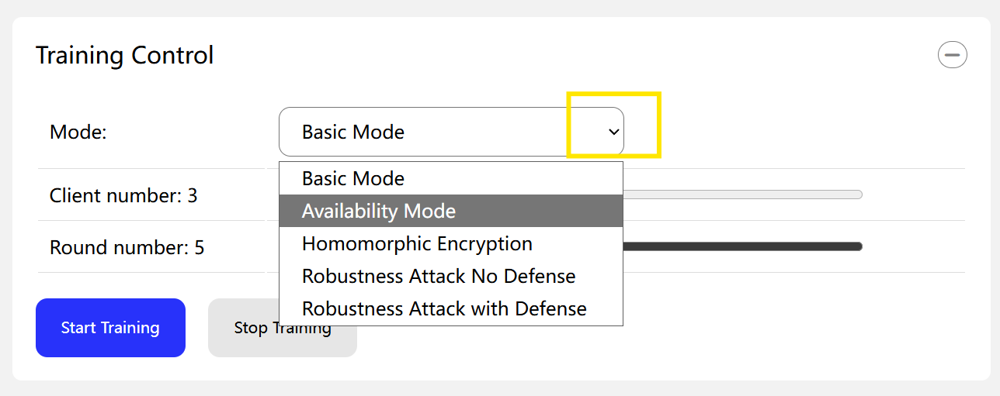 Training Control
Mode:
Basic Mode
Basic Mode
Availability Mode
Homomorphic Encryption
Robustness Attack No Defense
Robustness Attack with Defense
Client number: 3
Round number: 5
Start Training
Stop Training